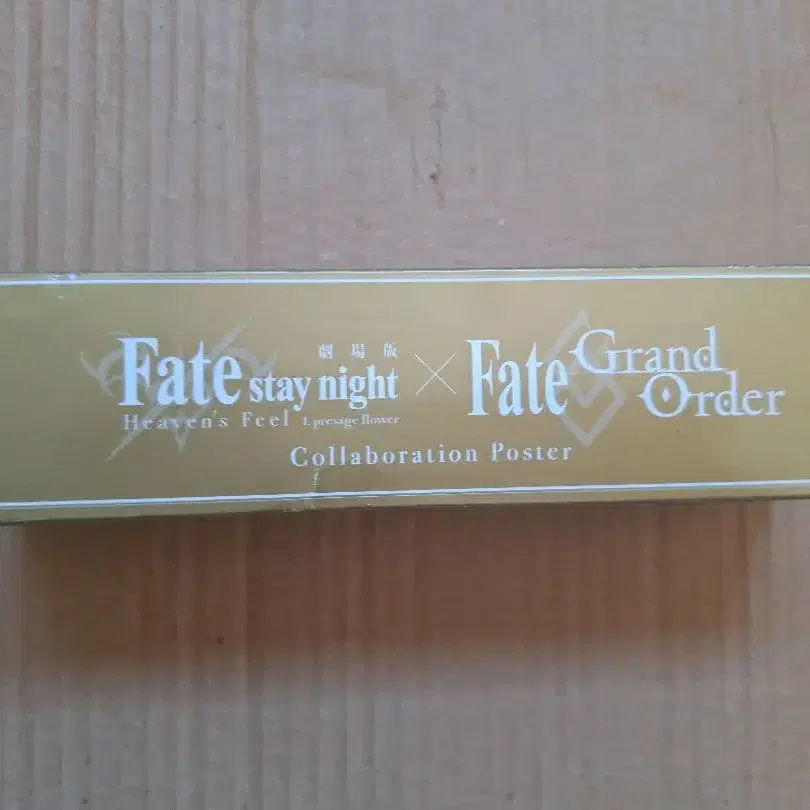 劇場版
Fate stay night × Fate Grand Order
Heaven's Feel I. presage flower
Collaboration Poster